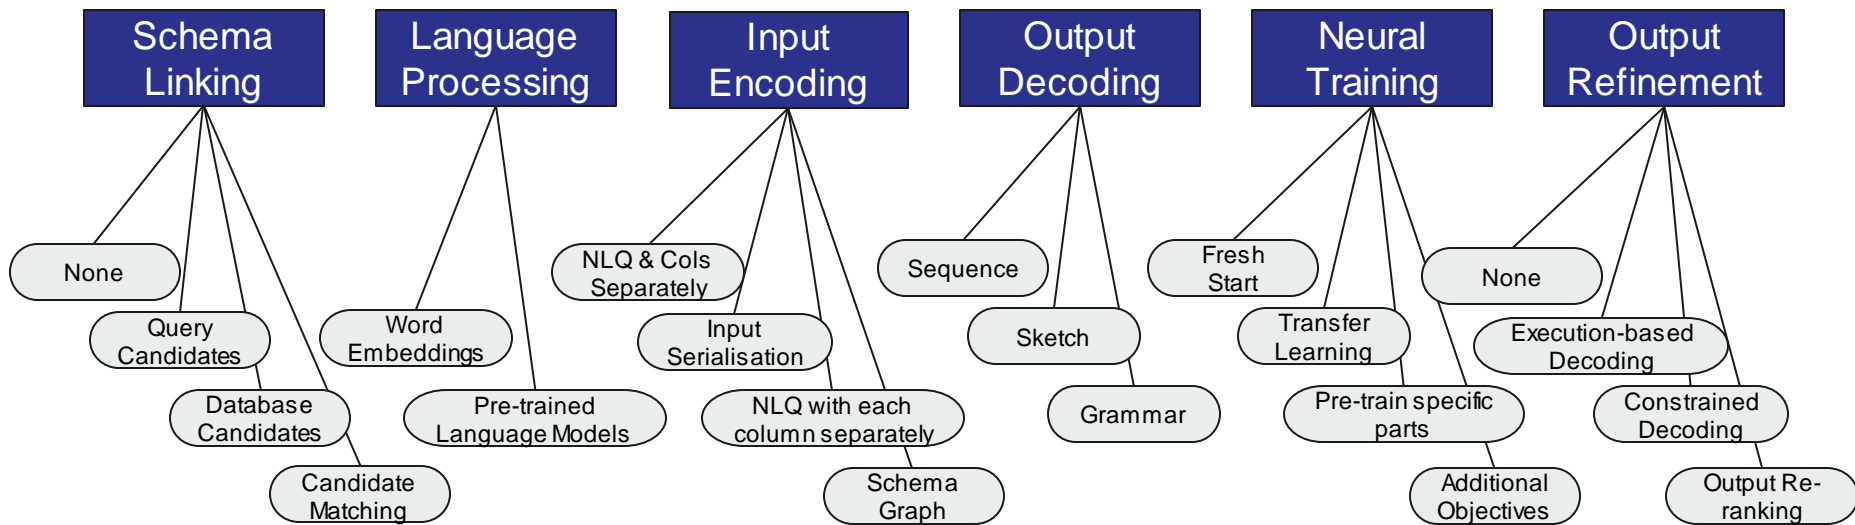 Schema
Linking
Language
Processing
Input
Encoding
Output
Decoding
Neural
Training
Output
Refinement
None
Query
Candidates
Database
Candidates
Candidate
Matching
Word
Embeddings
Pre-trained
Language Models
NLQ & Cols
Separately
Input
Serialisation
NLQ with each
column separately
Schema
Graph
Sequence
Sketch
Grammar
Fresh
Start
Transfer
Learning
Pre-train specific
parts
Additional
Objectives
None
Execution-based
Decoding
Constrained
Decoding
Output Re-
ranking